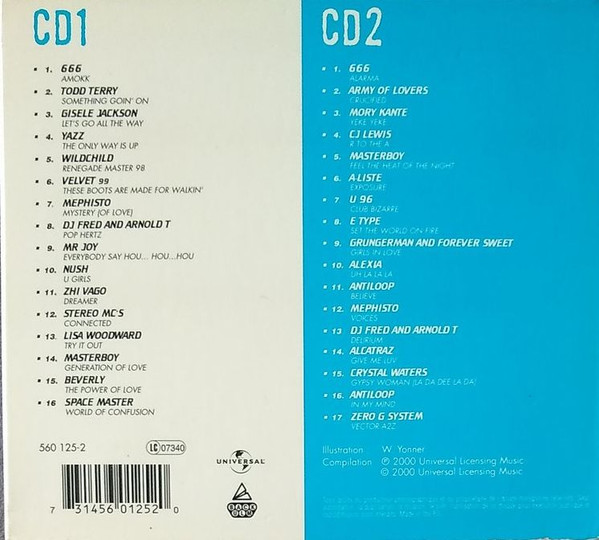 CD1
1. 666
AMOKK
2. TODD TERRY
SOMETHING GOIN' ON
3. GISELE JACKSON
LET'S GO ALL THE WAY
4. YAZZ
THE ONLY WAY IS UP
5. WILDCHILD
RENEGADE MASTER 98
6. VELVET 99
THESE BOOTS ARE MADE FOR WALKIN'
7. MEPHISTO
MYSTERY (OF LOVE)
8. DJ FRED AND ARNOLD T
POP HERTZ
9. MR JOY
EVERYBODY SAY HOU... HOU...HOU
10. NUSH
U GIRLS
11. ZHI VAGO
DREAMER
12. STEREO MC'S
CONNECTED
13. LISA WOODWARD
TRY IT OUT
14. MASTERBOY
GENERATION OF LOVE
15. BEVERLY
THE POWER OF LOVE
16 SPACE MASTER
WORLD OF CONFUSION
560 125-2
LC 07340
UNIVERSAL
7 31456 01252 0
CD2
1. 666
ALARMA
2. ARMY OF LOVERS
CRUCIFIED
3. MORY KANTE
YEKE YEKE
4. CJ LEWIS
R TO THE A
5. MASTERBOY
FEEL THE HEAT OF THE NIGHT
6. A-LISTE
EXPOSURE
7 U 96
CLUB BIZARRE
8. E TYPE
SET THE WORLD ON FIRE
9. GRUNGERMAN AND FOREVER SWEET
GIRLS IN LOVE
10. ALEXIA
UH LA LA LA
11. ANTILOOP
BELIEVE
12. MEPHISTO
VOICES
13 DJ FRED AND ARNOLD T
DELIRIUM
14. ALCATRAZ
GIVE ME LUV
15. CRYSTAL WATERS
GYPSY WOMAN (LA DA DEE LA DA)
16. ANTILOOP
IN MY MIND
17. ZERO G SYSTEM
VECTOR A2Z
Illustration W. Yonner
Compilation ℗ 2000 Universal Licensing Music
© 2000 Universal Licensing Music